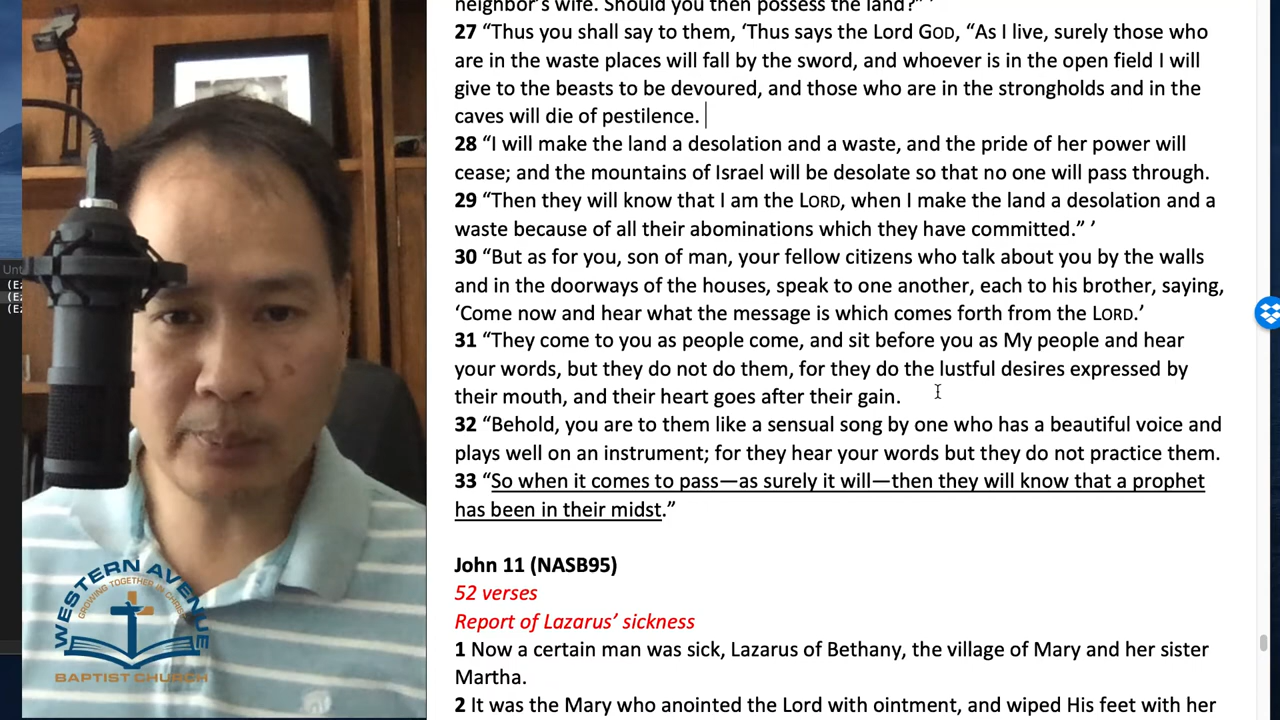 neighbor's wife. Should you then possess the land?” ’
27 “Thus you shall say to them, ‘Thus says the Lord GOD, “As I live, surely those who
are in the waste places will fall by the sword, and whoever is in the open field I will
give to the beasts to be devoured, and those who are in the strongholds and in the
caves will die of pestilence.
28 “I will make the land a desolation and a waste, and the pride of her power will
cease; and the mountains of Israel will be desolate so that no one will pass through.
29 “Then they will know that I am the LORD, when I make the land a desolation and a
waste because of all their abominations which they have committed.” ’
30 “But as for you, son of man, your fellow citizens who talk about you by the walls
and in the doorways of the houses, speak to one another, each to his brother, saying,
‘Come now and hear what the message is which comes forth from the LORD.’
31 “They come to you as people come, and sit before you as My people and hear
your words, but they do not do them, for they do the lustful desires expressed by
their mouth, and their heart goes after their gain.
32 “Behold, you are to them like a sensual song by one who has a beautiful voice and
plays well on an instrument; for they hear your words but they do not practice them.
33 “So when it comes to pass—as surely it will—then they will know that a prophet
has been in their midst.”
John 11 (NASB95)
52 verses
Report of Lazarus’ sickness
1 Now a certain man was sick, Lazarus of Bethany, the village of Mary and her sister
Martha.
2 It was the Mary who anointed the Lord with ointment, and wiped His feet with her
Unt
(Ez
(Ez
(Ez
WESTERN AVENUE
GROWING TOGETHER IN CHRIST
BAPTIST CHURCH